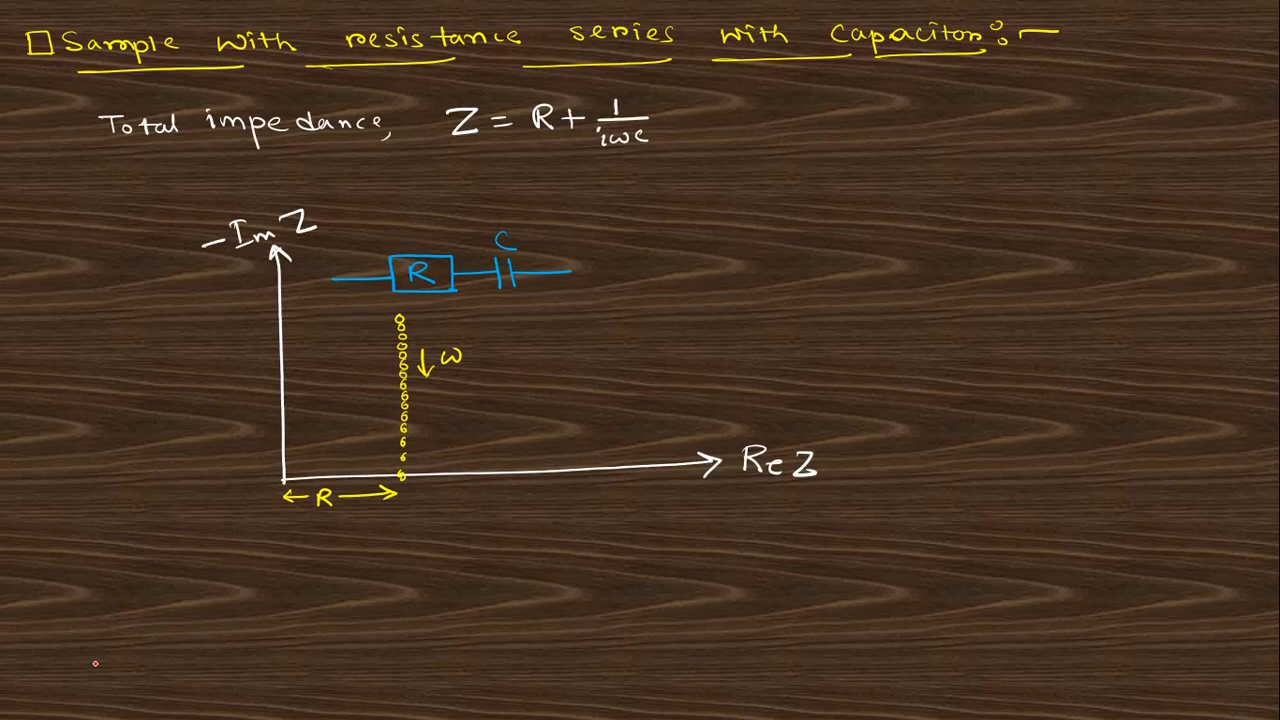 □ Sample with resistance series with capacitor:-
Total impedance, Z = R + 1/iωc
-Im Z
C
R
↓ ω
Re Z
← R →